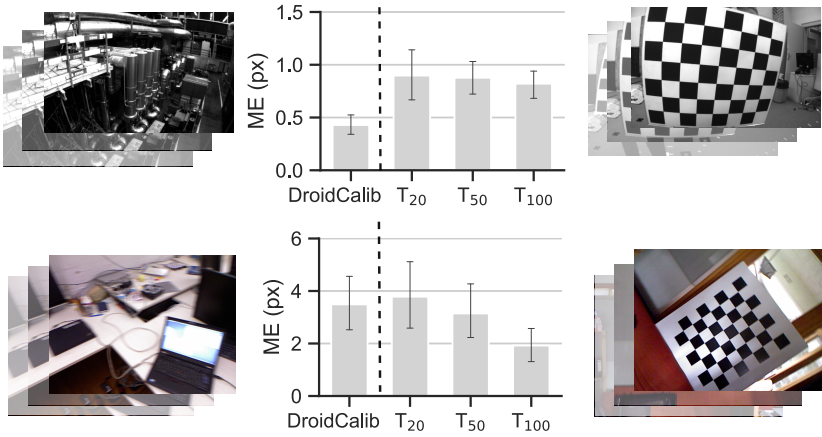 1.5
1.0
0.5
0.0
ME (px)
DroidCalib T₂₀ T₅₀ T₁₀₀
6
4
2
0
ME (px)
DroidCalib T₂₀ T₅₀ T₁₀₀